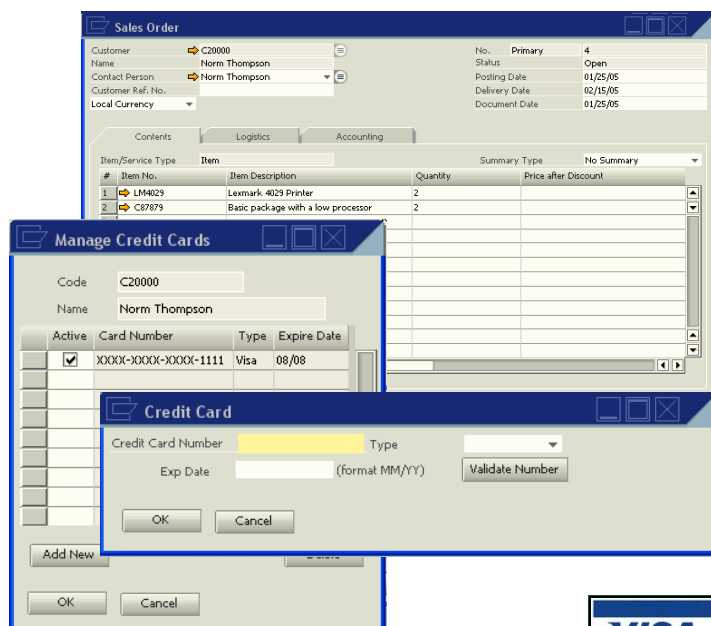 Sales Order
Customer C20000 No. Primary 4
Name Norm Thompson Status Open
Contact Person Norm Thompson Posting Date 01/25/05
Customer Ref. No. Delivery Date 02/15/05
Local Currency Document Date 01/25/05
Contents Logistics Accounting
Item/Service Type Item Summary Type No Summary
# Item No. Item Description Quantity Price after Discount
1 LM4029 Lexmark 4029 Printer 2
2 C87879 Basic package with a low processor 2
Manage Credit Cards
Code C20000
Name Norm Thompson
Active Card Number Type Expire Date
XXXX-XXXX-XXXX-1111 Visa 08/08
Credit Card
Credit Card Number Type
Exp Date (format MM/YY) Validate Number
OK Cancel
Add New
OK Cancel
VISA